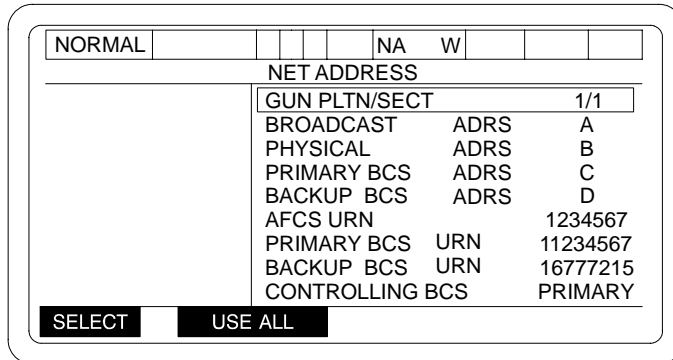 NORMAL NA W
NET ADDRESS
GUN PLTN/SECT 1/1
BROADCAST ADRS A
PHYSICAL ADRS B
PRIMARY BCS ADRS C
BACKUP BCS ADRS D
AFCS URN 1234567
PRIMARY BCS URN 11234567
BACKUP BCS URN 16777215
CONTROLLING BCS PRIMARY
SELECT USE ALL